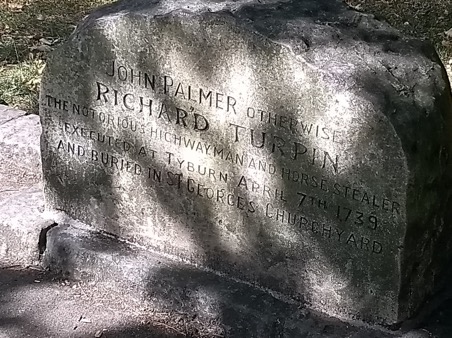 JOHN PALMER OTHERWISE
RICHARD TURPIN
THE NOTORIOUS HIGHWAYMAN AND HORSE STEALER
EXECUTED AT TYBURN APRIL 7TH 1739
AND BURIED IN ST GEORGES CHURCHYARD